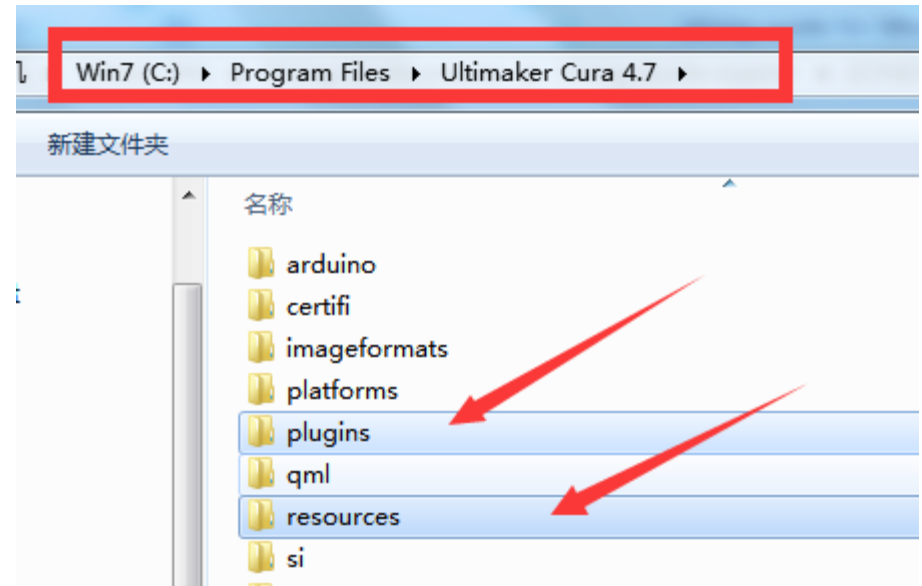 Win7 (C:) Program Files Ultimaker Cura 4.7
新建文件夹
名称
arduino
certifi
imageformats
platforms
plugins
qml
resources
si